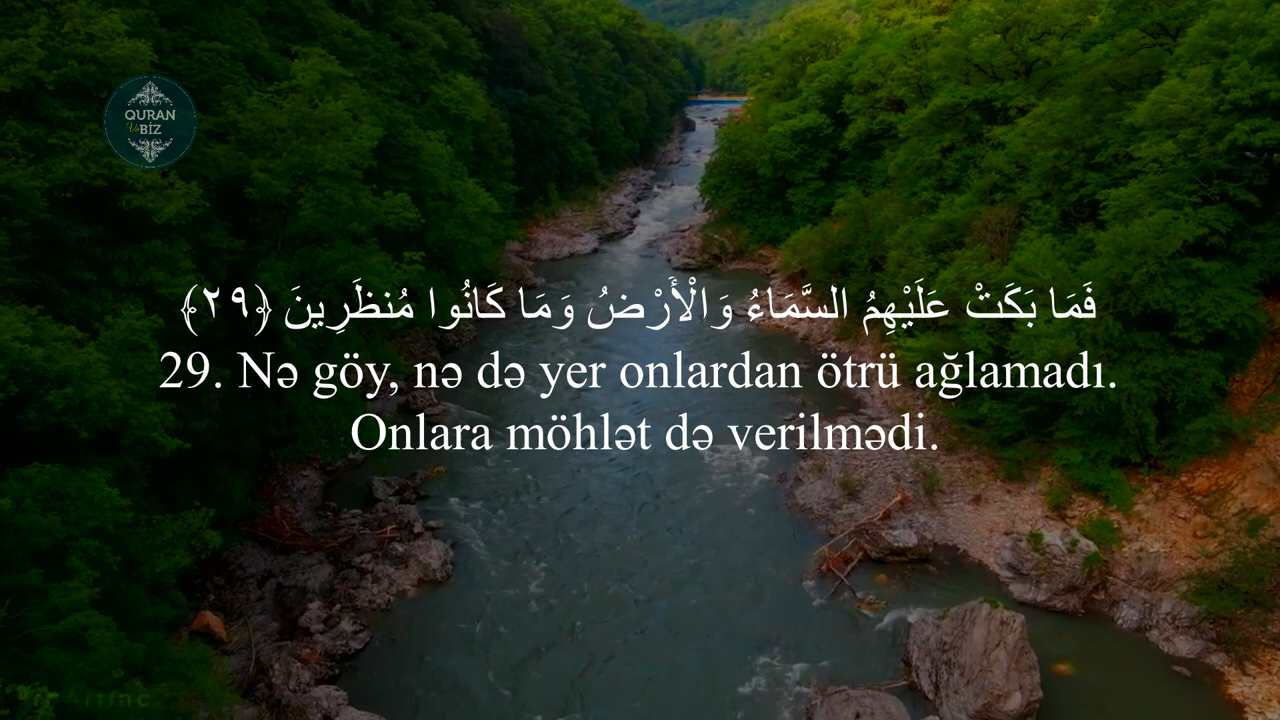 QURAN
Və
BİZ
فَمَا بَكَتْ عَلَيْهِمُ السَّمَاءُ وَالْأَرْضُ وَمَا كَانُوا مُنظَرِينَ ﴿٢٩﴾
29. Nə göy, nə də yer onlardan ötrü ağlamadı.
Onlara möhlət də verilmədi.